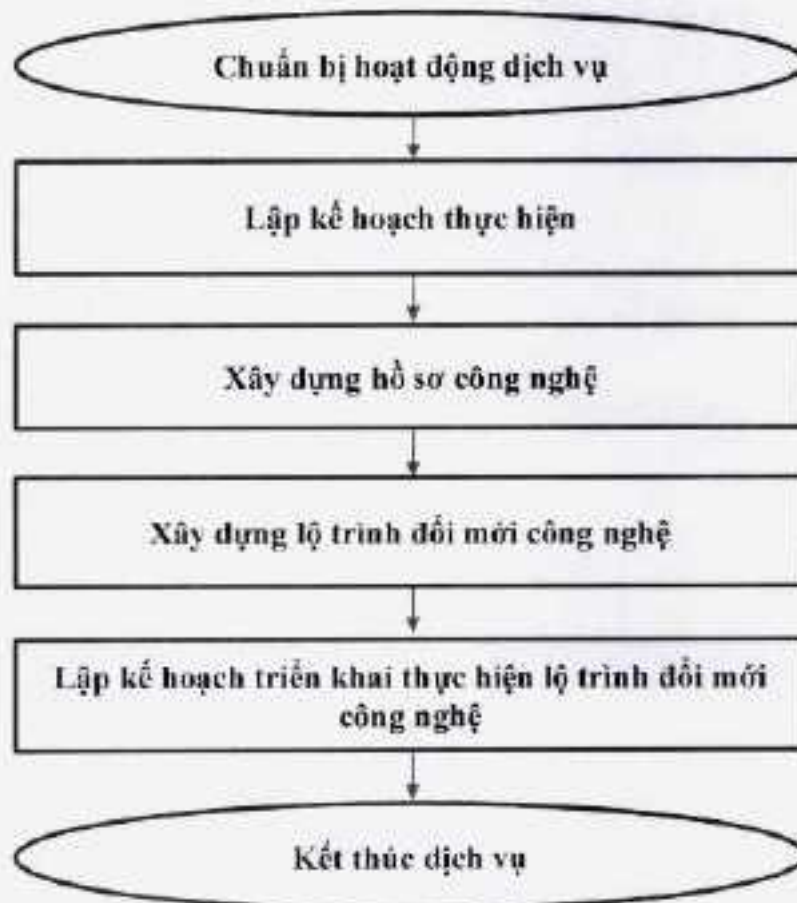 Chuẩn bị hoạt động dịch vụ
Lập kế hoạch thực hiện
Xây dựng hồ sơ công nghệ
Xây dựng lộ trình đổi mới công nghệ
Lập kế hoạch triển khai thực hiện lộ trình đổi mới
công nghệ
Kết thúc dịch vụ